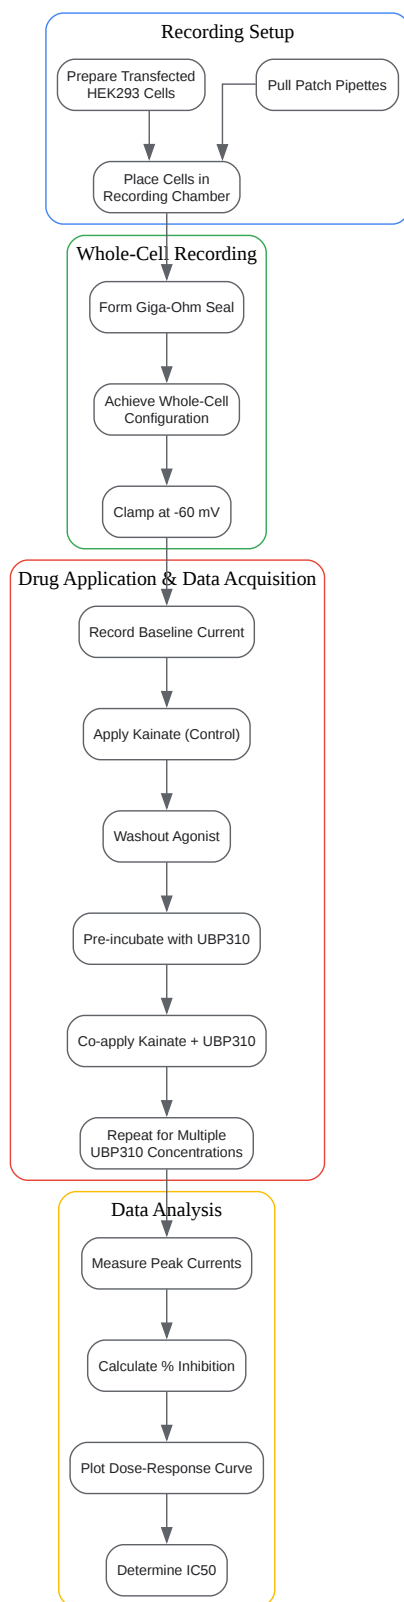 Recording Setup
Prepare Transfected
HEK293 Cells
Pull Patch Pipettes
Place Cells in
Recording Chamber
Whole-Cell Recording
Form Giga-Ohm Seal
Achieve Whole-Cell
Configuration
Clamp at -60 mV
Drug Application & Data Acquisition
Record Baseline Current
Apply Kainate (Control)
Washout Agonist
Pre-incubate with UBP310
Co-apply Kainate + UBP310
Repeat for Multiple
UBP310 Concentrations
Data Analysis
Measure Peak Currents
Calculate % Inhibition
Plot Dose-Response Curve
Determine IC50